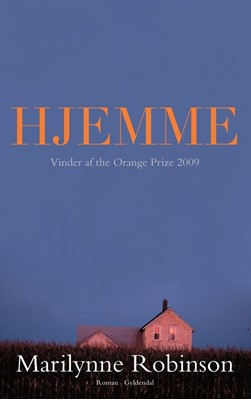 HJEMME
Vinder af the Orange Prize 2009
Marilynne Robinson
Roman · Gyldendal